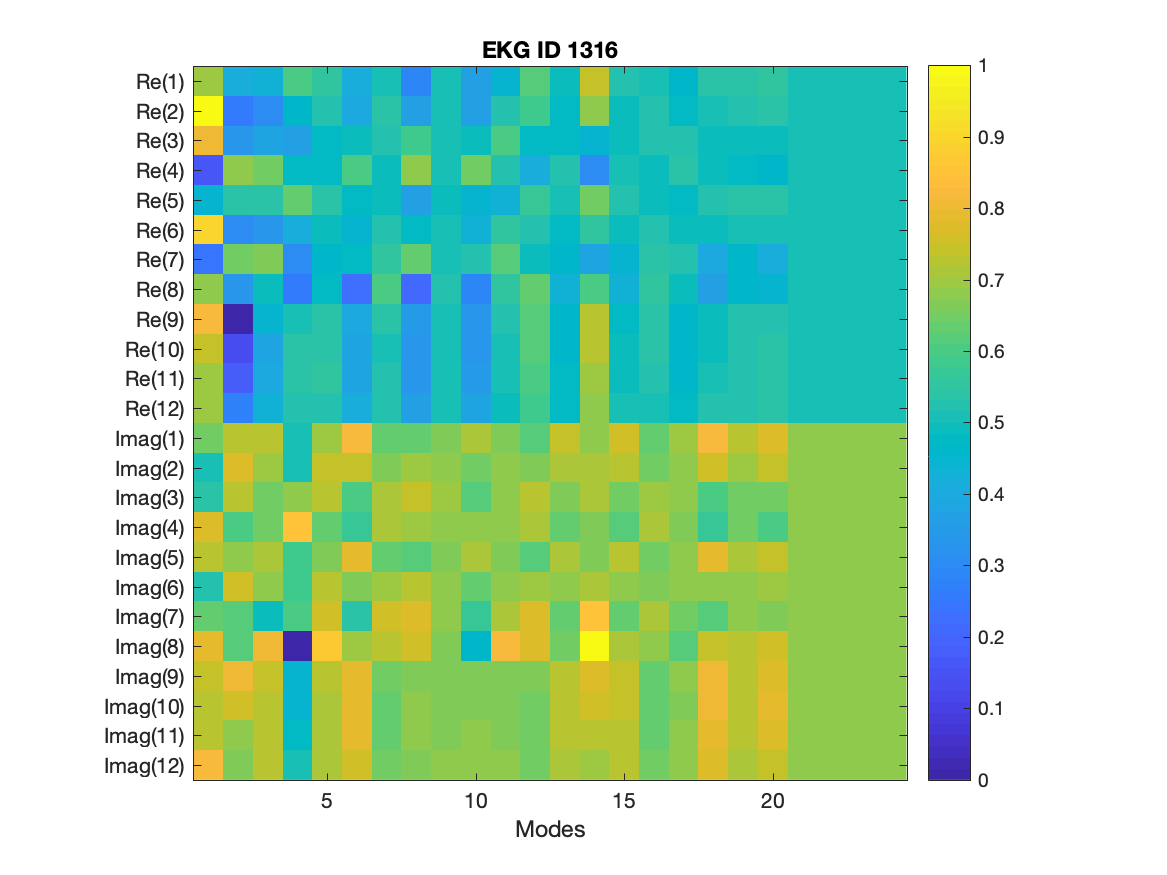 EKG ID 1316
Re(1)
Re(2)
Re(3)
Re(4)
Re(5)
Re(6)
Re(7)
Re(8)
Re(9)
Re(10)
Re(11)
Re(12)
Imag(1)
Imag(2)
Imag(3)
Imag(4)
Imag(5)
Imag(6)
Imag(7)
Imag(8)
Imag(9)
Imag(10)
Imag(11)
Imag(12)
5 10 15 20
Modes
1
0.9
0.8
0.7
0.6
0.5
0.4
0.3
0.2
0.1
0